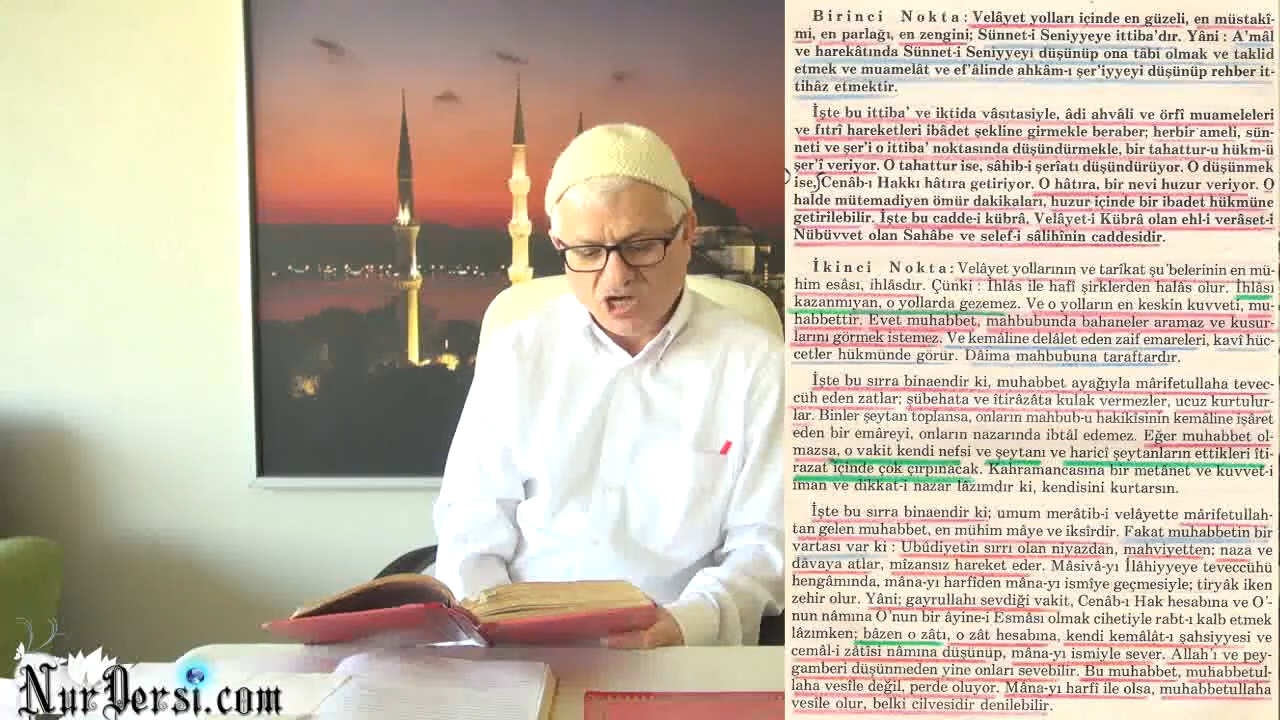 Birinci Nokta: Velâyet yolları içinde en güzeli, en müstakî-
mi, en parlağı, en zengini; Sünnet-i Seniyyeye ittiba'dır. Yâni : A'mâl
ve harekâtında Sünnet-i Seniyyeyi düşünüp ona tâbi olmak ve taklid
etmek ve muamelât ve ef'âlinde ahkâm-ı şer'iyyeyi düşünüp rehber it-
tihâz etmektir.
İşte bu ittiba' ve iktida vâsıtasiyle, âdi ahvâli ve örfî muameleleri
ve fıtrî hareketleri ibâdet şekline girmekle beraber; herbir ameli, sün-
neti ve şer'i o ittiba' noktasında düşündürmekle, bir tahattur-u hükm-ü
şer'î veriyor. O tahattur ise, sâhib-i şerîatı düşündürüyor. O düşünmek
ise, Cenâb-ı Hakkı hâtıra getiriyor. O hâtıra, bir nevi huzur veriyor. O
halde mütemadiyen ömür dakikaları, huzur içinde bir ibadet hükmüne
getirilebilir. İşte bu cadde-i kübrâ, Velâyet-i Kübrâ olan ehl-i verâset-i
Nübüvvet olan Sahâbe ve selef-i sâlihînin caddesidir.
İkinci Nokta: Velâyet yollarının ve tarîkat şu'belerinin en mü-
him esâsı, ihlâsdır. Çünki : İhlâs ile hafî şirklerden halâs olur. İhlâsı
kazanmıyan, o yollarda gezemez. Ve o yolların en keskin kuvveti, mu-
habbettir. Evet muhabbet, mahbubunda bahaneler aramaz ve kusur-
larını görmek istemez. Ve kemâline delâlet eden zaif emareleri, kavî hüc-
cetler hükmünde görür. Dâima mahbubuna taraftardır.
İşte bu sırra binaendir ki, muhabbet ayağıyla mârifetullaha tevec-
cüh eden zatlar; şübehata ve îtirâzâta kulak vermezler, ucuz kurtulur-
lar. Binler şeytan toplansa, onların mahbub-u hakikîsinin kemâline işâret
eden bir emâreyi, onların nazarında ibtâl edemez. Eğer muhabbet ol-
mazsa, o vakit kendi nefsi ve şeytanı ve haricî şeytanların ettikleri îti-
razat içinde çok çırpınacak. Kahramancasına bir metânet ve kuvvet-i
iman ve dikkat-i nazar lâzımdır ki, kendisini kurtarsın.
İşte bu sırra binaendir ki; umum merâtib-i velâyette mârifetullah-
tan gelen muhabbet, en mühim mâye ve iksîrdir. Fakat muhabbetin bir
vartası var ki : Ubûdiyetin sırrı olan niyazdan, mahviyetten; naza ve
dâvaya atlar, mîzansız hareket eder. Mâsivâ-yı İlâhiyyeye teveccühü
hengâmında, mâna-yı harfîden mâna-yı ismîye geçmesiyle; tiryâk iken
zehir olur. Yâni; gayrullahı sevdiği vakit, Cenâb-ı Hak hesabına ve O'-
nun nâmına O'nun bir âyine-i Esmâsı olmak cihetiyle rabt-ı kalb etmek
lâzımken; bâzen o zâtı, o zât hesabına, kendi kemâlât-ı şahsiyyesi ve
cemâl-i zâtîsi nâmına düşünüp, mâna-yı ismiyle sever. Allah'ı ve pey-
gamberi düşünmeden yine onları sevebilir. Bu muhabbet, muhabbetul-
laha vesîle değil, perde oluyor. Mâna-yı harfî ile olsa, muhabbetullaha
vesile olur, belki cilvesidir denilebilir.
NurDersi.com